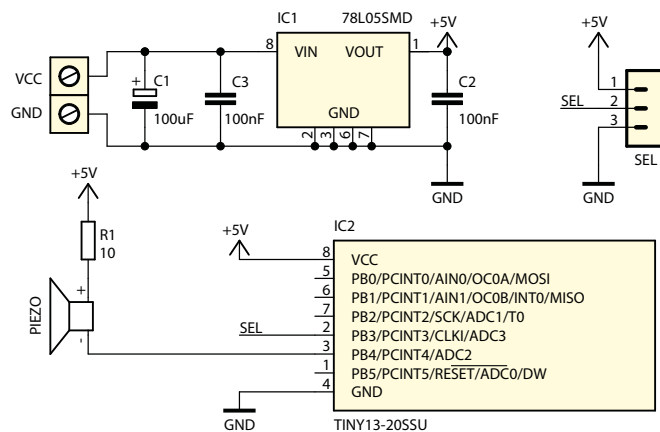 IC1 78L05SMD
+5V
+5V
VCC
GND
+
C1
100uF
C3
100nF
8 VIN VOUT 1
GND
2 3 6 7
C2
100nF
GND
1
SEL 2
3
SEL
GND
+5V
R1
10
PIEZO
+
-
+5V
IC2
8 VCC
5 PB0/PCINT0/AIN0/OC0A/MOSI
6 PB1/PCINT1/AIN1/OC0B/INT0/MISO
7 PB2/PCINT2/SCK/ADC1/T0
SEL 2 PB3/PCINT3/CLKI/ADC3
3 PB4/PCINT4/ADC2
1 PB5/PCINT5/RESET/ADC0/DW
4 GND
GND
TINY13-20SSU